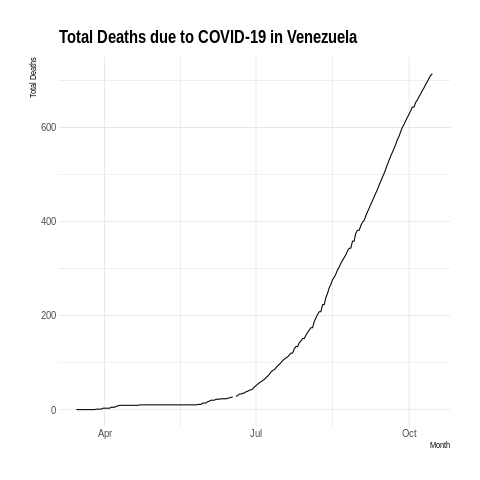 Total Deaths due to COVID-19 in Venezuela
Total Deaths
600
400
200
0
Apr
Jul
Oct
Month